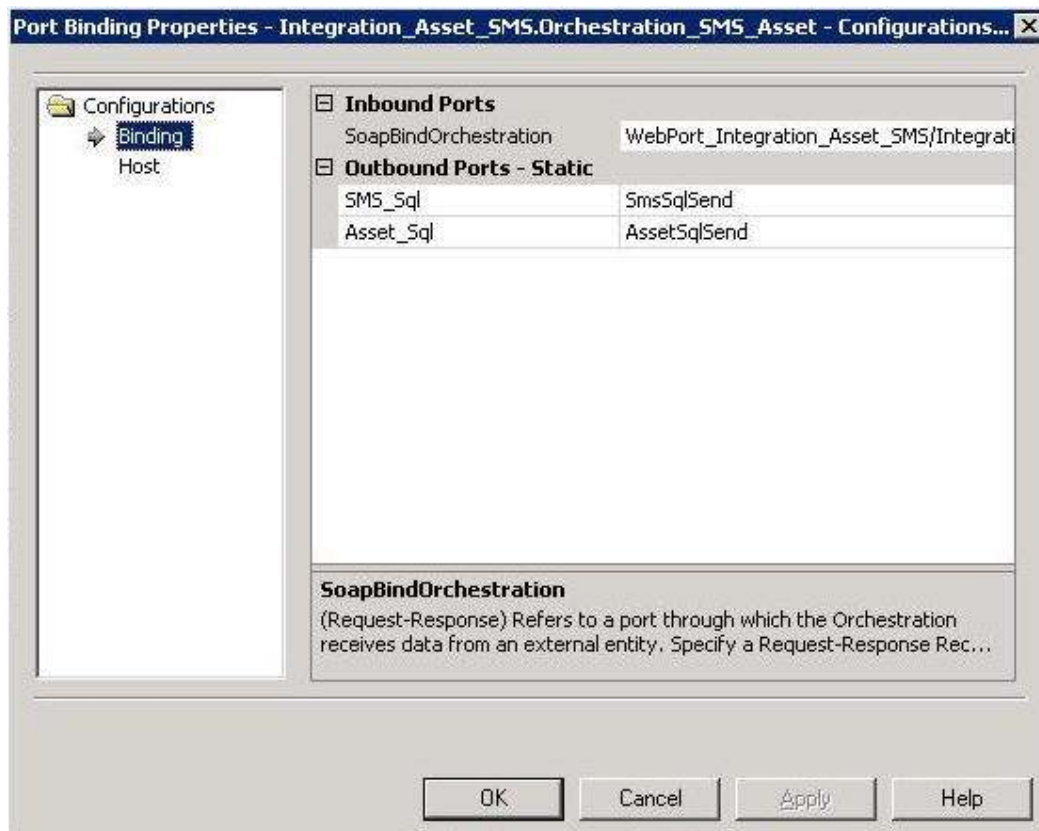 Port Binding Properties - Integration_Asset_SMS.Orchestration_SMS_Asset - Configurations...
Configurations
Binding
Host
Inbound Ports
SoapBindOrchestration WebPort_Integration_Asset_SMS/Integrati
Outbound Ports - Static
SMS_Sql SmsSqlSend
Asset_Sql AssetSqlSend
SoapBindOrchestration
(Request-Response) Refers to a port through which the Orchestration
receives data from an external entity. Specify a Request-Response Rec...
OK Cancel Apply Help